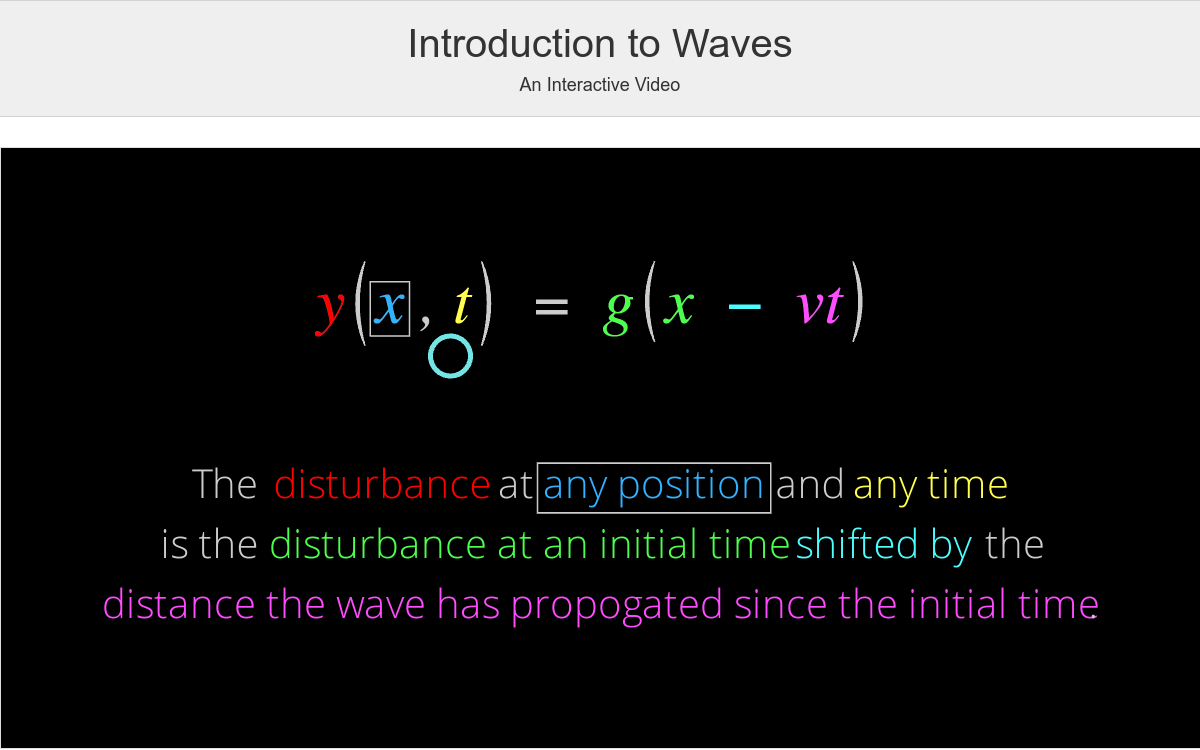 Introduction to Waves
An Interactive Video
y(x, t) = g(x − vt)
The disturbance at any position and any time
is the disturbance at an initial time shifted by the
distance the wave has propogated since the initial time.